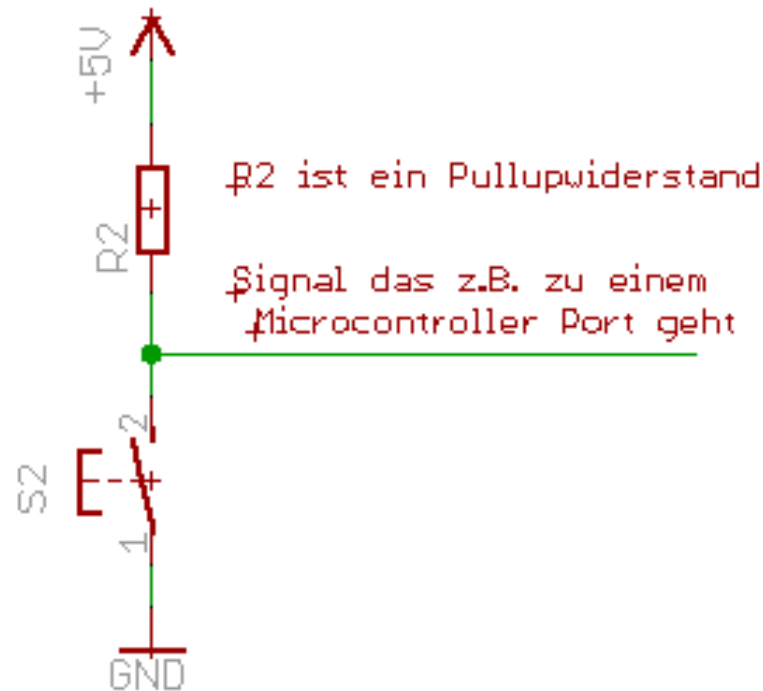 +5V
R2 ist ein Pullupwiderstand
R2
Signal das z.B. zu einem
Microcontroller Port geht
2
S2
1
GND